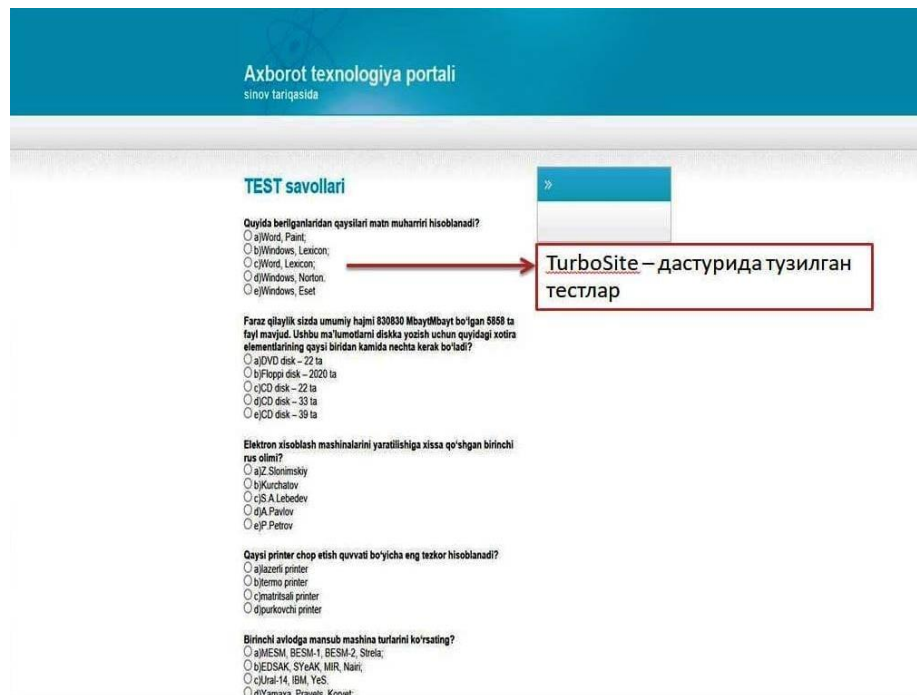 Axborot texnologiya portali
sinov tariqasida
TEST savollari
»
Quyida berilganlaridan qaysilari matn muharriri hisoblanadi?
a)Word, Paint;
b)Windows, Lexicon;
c)Word, Lexicon;
d)Windows, Norton.
e)Windows, Eset
TurboSite – дастурида тузилган
тестлар
Faraz qilaylik sizda umumiy hajmi 830830 MbaytMbayt bo'lgan 5858 ta
fayl mavjud. Ushbu ma'lumotlarni diskka yozish uchun quyidagi xotira
elementlarining qaysi biridan kamida nechta kerak bo'ladi?
a)DVD disk – 22 ta
b)Floppi disk – 2020 ta
c)CD disk – 22 ta
d)CD disk – 33 ta
e)CD disk – 39 ta
Elektron xisoblash mashinalarini yaratilishiga xissa qo'shgan birinchi
rus olimi?
a)Z.Slonimskiy
b)Kurchatov
c)S.A.Lebedev
d)A.Pavlov
e)P.Petrov
Qaysi printer chop etish quvvati bo'yicha eng tezkor hisoblanadi?
a)lazerli printer
b)termo printer
c)matritsali printer
d)purkovchi printer
Birinchi avlodga mansub mashina turlarini ko'rsating?
a)MESM, BESM-1, BESM-2, Strela;
b)EDSAK, SYeAK, MIR, Nairi;
c)Ural-14, IBM, YeS.
d)Yamaxa, Pravets, Korvet;